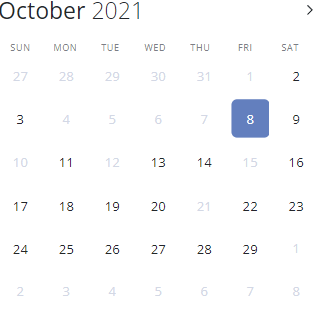 October 2021
SUN MON TUE WED THU FRI SAT
27 28 29 30 31 1 2
3 4 5 6 7 8 9
10 11 12 13 14 15 16
17 18 19 20 21 22 23
24 25 26 27 28 29 1
2 3 4 5 6 7 8